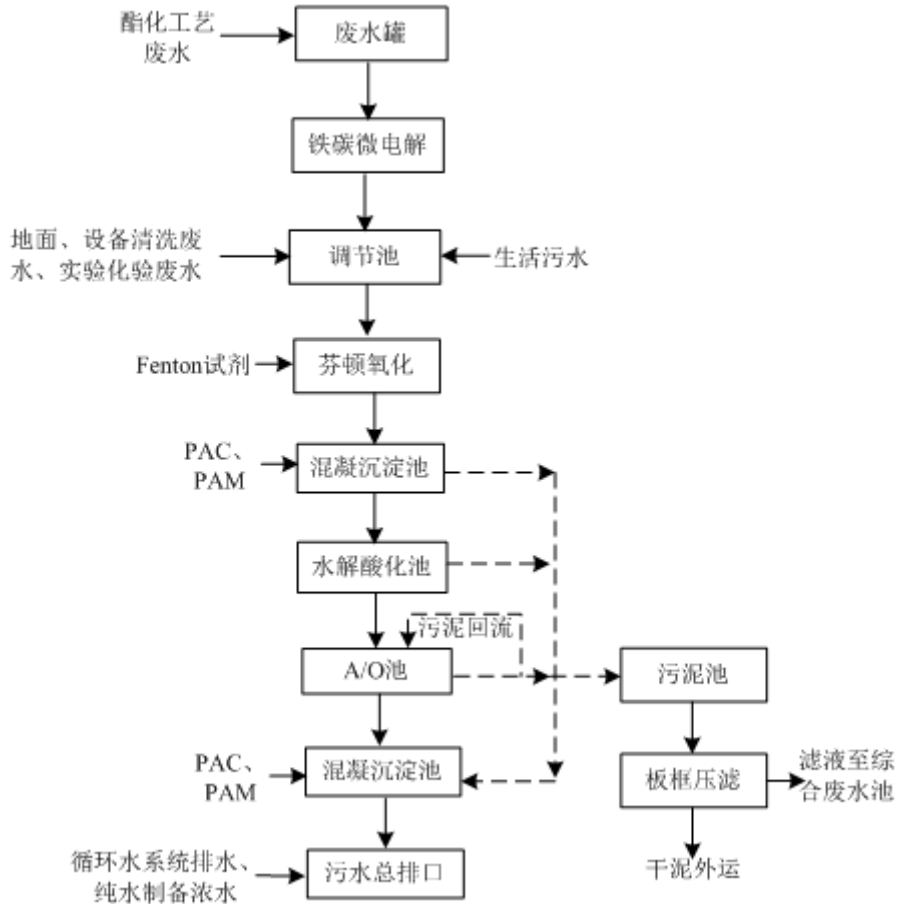 酯化工艺
废水
废水罐
铁碳微电解
地面、设备清洗废
水、实验化验废水
调节池
生活污水
Fenton试剂
芬顿氧化
PAC、
PAM
混凝沉淀池
水解酸化池
污泥回流
A/O池
污泥池
PAC、
PAM
混凝沉淀池
板框压滤
滤液至综
合废水池
循环水系统排水、
纯水制备浓水
污水总排口
干泥外运